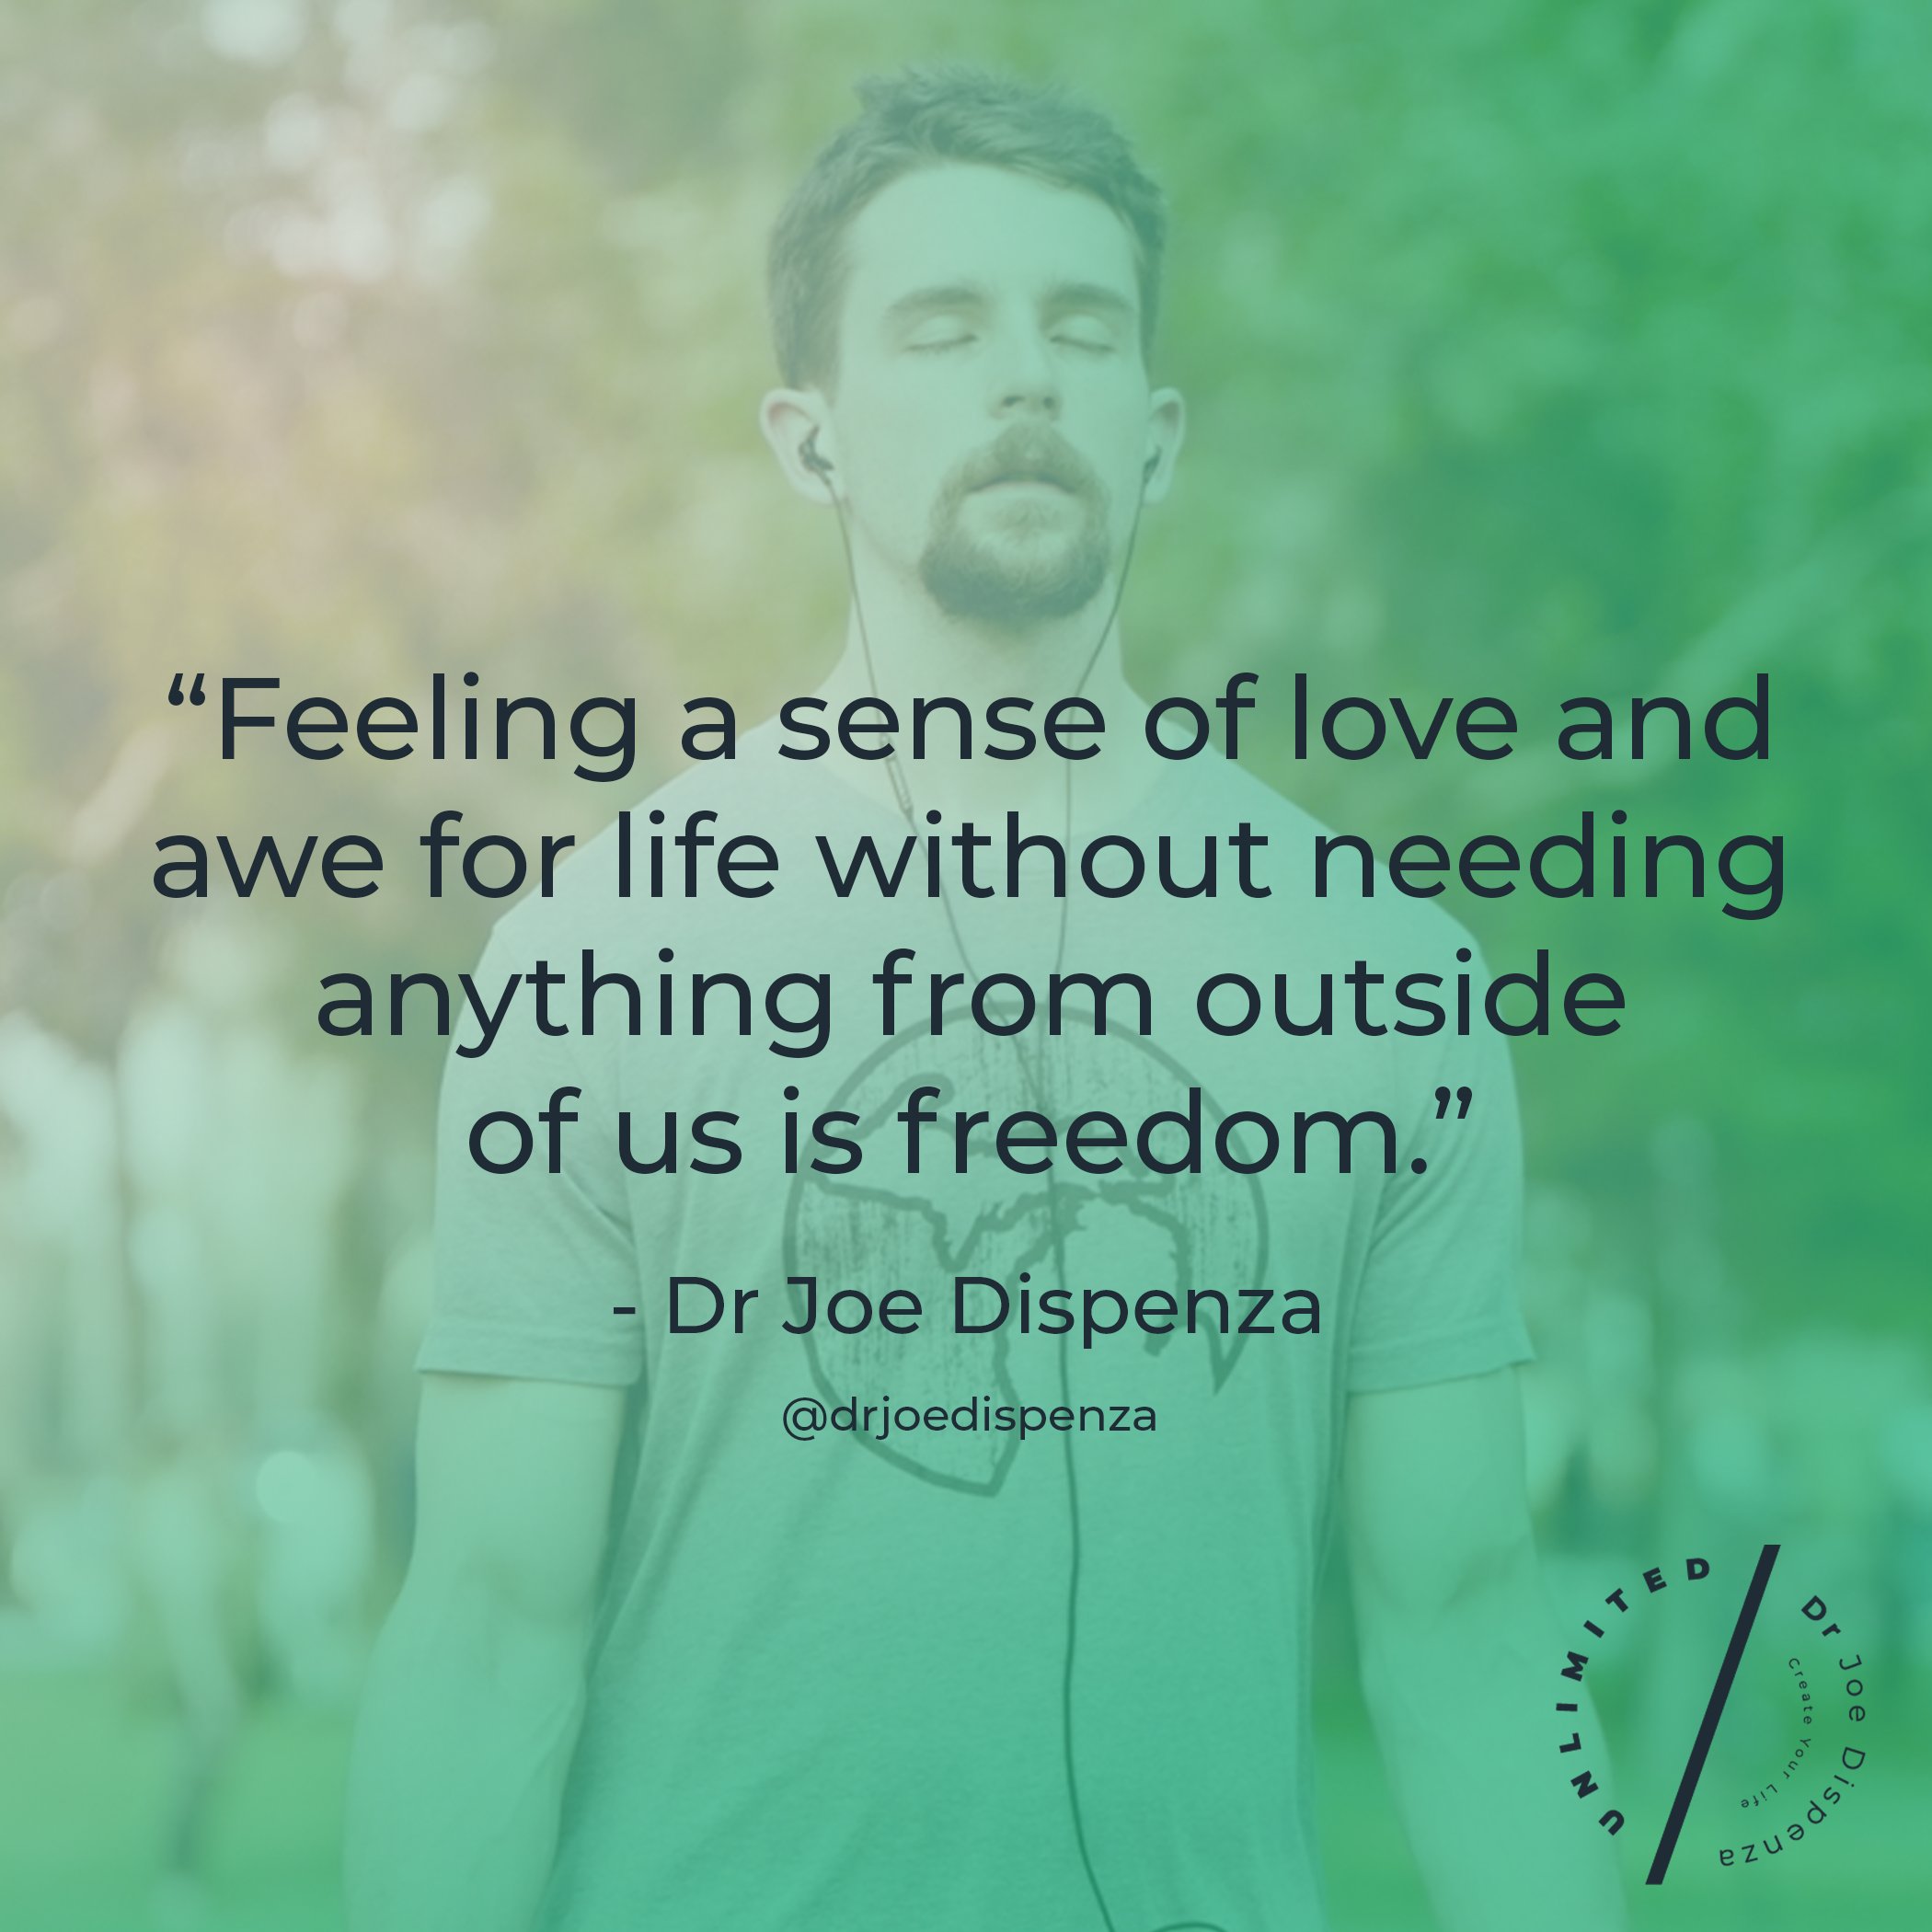 “Feeling a sense of love and
awe for life without needing
anything from outside
of us is freedom.”
- Dr Joe Dispenza
@drjoedispenza
UNLIMITED
Dr Joe Dispenza
Create Your Life